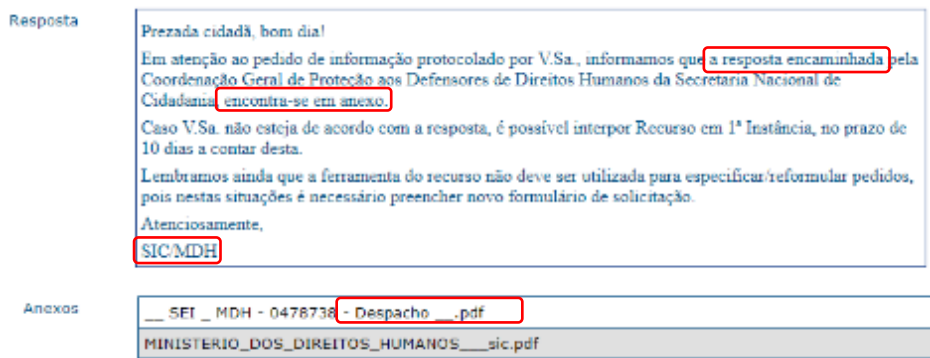 Resposta
Prezada cidadã, bom dia!
Em atenção ao pedido de informação protocolado por V.Sa., informamos que a resposta encaminhada pela
Coordenação Geral de Proteção aos Defensores de Direitos Humanos da Secretaria Nacional de
Cidadania, encontra-se em anexo.
Caso V.Sa. não esteja de acordo com a resposta, é possível interpor Recurso em 1ª Instância, no prazo de
10 dias a contar desta.
Lembramos ainda que a ferramenta do recurso não deve ser utilizada para especificar/reformular pedidos,
pois nestas situações é necessário preencher novo formulário de solicitação.
Atenciosamente,
SIC/MDH
Anexos
__ SEI _ MDH - 0478738 - Despacho __.pdf
MINISTERIO_DOS_DIREITOS_HUMANOS___sic.pdf